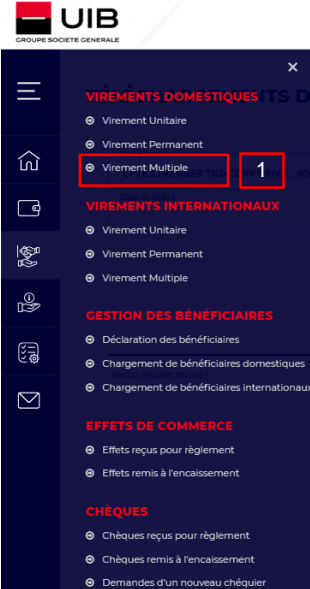 UIB
GROUPE SOCIETE GENERALE
VIREMENTS DOMESTIQUES
Virement Unitaire
Virement Permanent
Virement Multiple
1
VIREMENTS INTERNATIONAUX
Virement Unitaire
Virement Permanent
Virement Multiple
GESTION DES BÉNÉFICIAIRES
Déclaration des bénéficiaires
Chargement de bénéficiaires domestiques
Chargement de bénéficiaires internationaux
EFFETS DE COMMERCE
Effets reçus pour règlement
Effets remis à l'encaissement
CHÈQUES
Chèques reçus pour règlement
Chèques remis à l'encaissement
Demandes d'un nouveau chéquier